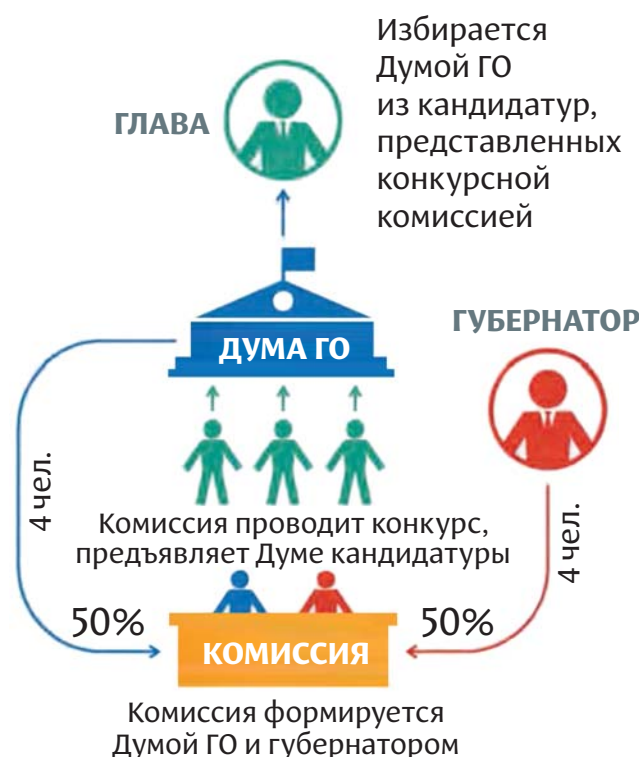 Избирается
Думой ГО
из кандидатур,
представленных
конкурсной
комиссией
ГЛАВА
ГУБЕРНАТОР
ДУМА ГО
4 чел.
4 чел.
Комиссия проводит конкурс,
предъявляет Думе кандидатуры
50%
50%
КОМИССИЯ
Комиссия формируется
Думой ГО и губернатором